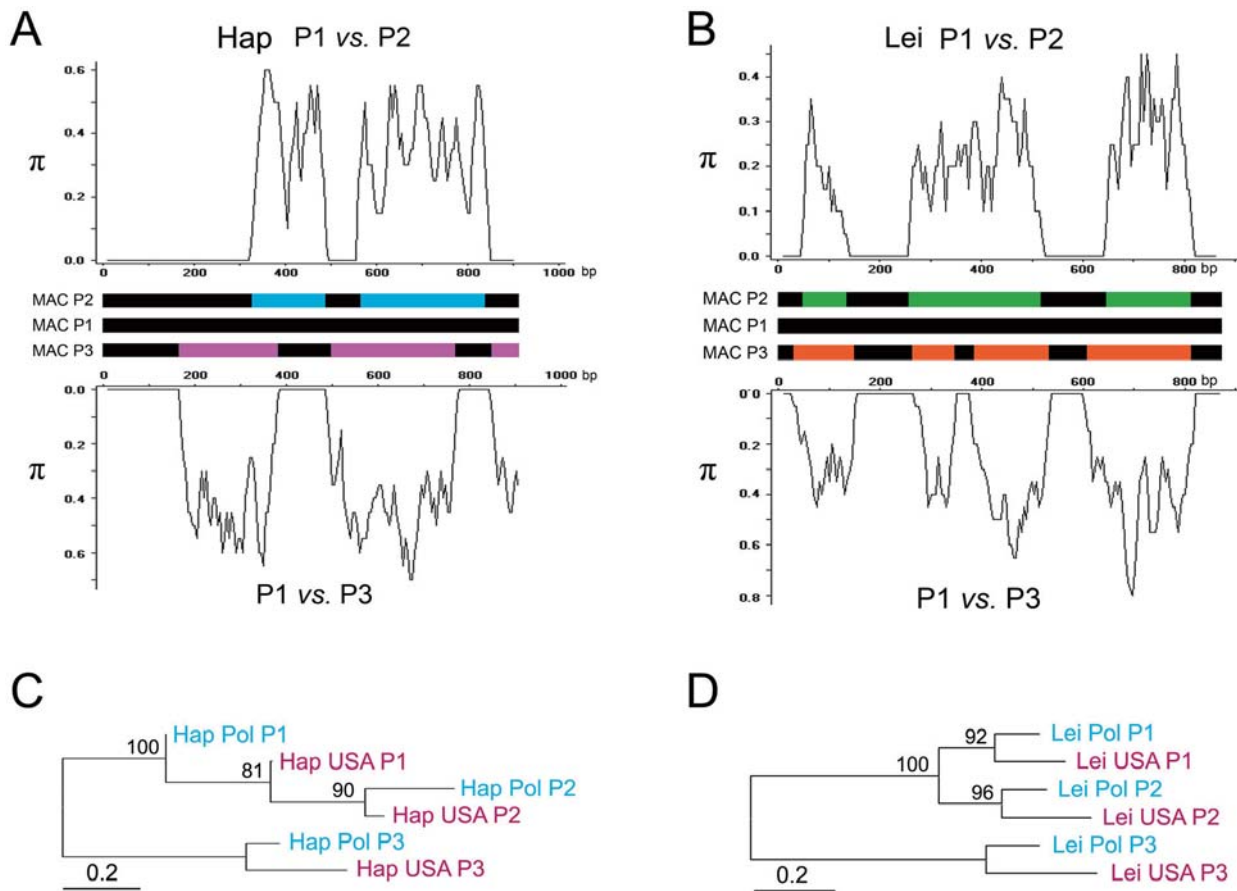 A
Hap P1 vs. P2
0.6
0.4
π
0.2
0.0
200 400 600 800 1000 bp
MAC P2
MAC P1
MAC P3
200 400 600 800 1000 bp
0.0
0.2
π
0.4
0.6
P1 vs. P3
B
Lei P1 vs. P2
0.4
0.3
π
0.2
0.1
0.0
0 200 400 600 800 bp
MAC P2
MAC P1
MAC P3
0 200 400 600 800 bp
0.0
0.2
π
0.4
0.6
0.8
P1 vs. P3
C
Hap Pol P1
100
Hap USA P1
81
Hap Pol P2
90
Hap USA P2
Hap Pol P3
Hap USA P3
0.2
D
Lei Pol P1
92
Lei USA P1
100
Lei Pol P2
96
Lei USA P2
Lei Pol P3
Lei USA P3
0.2